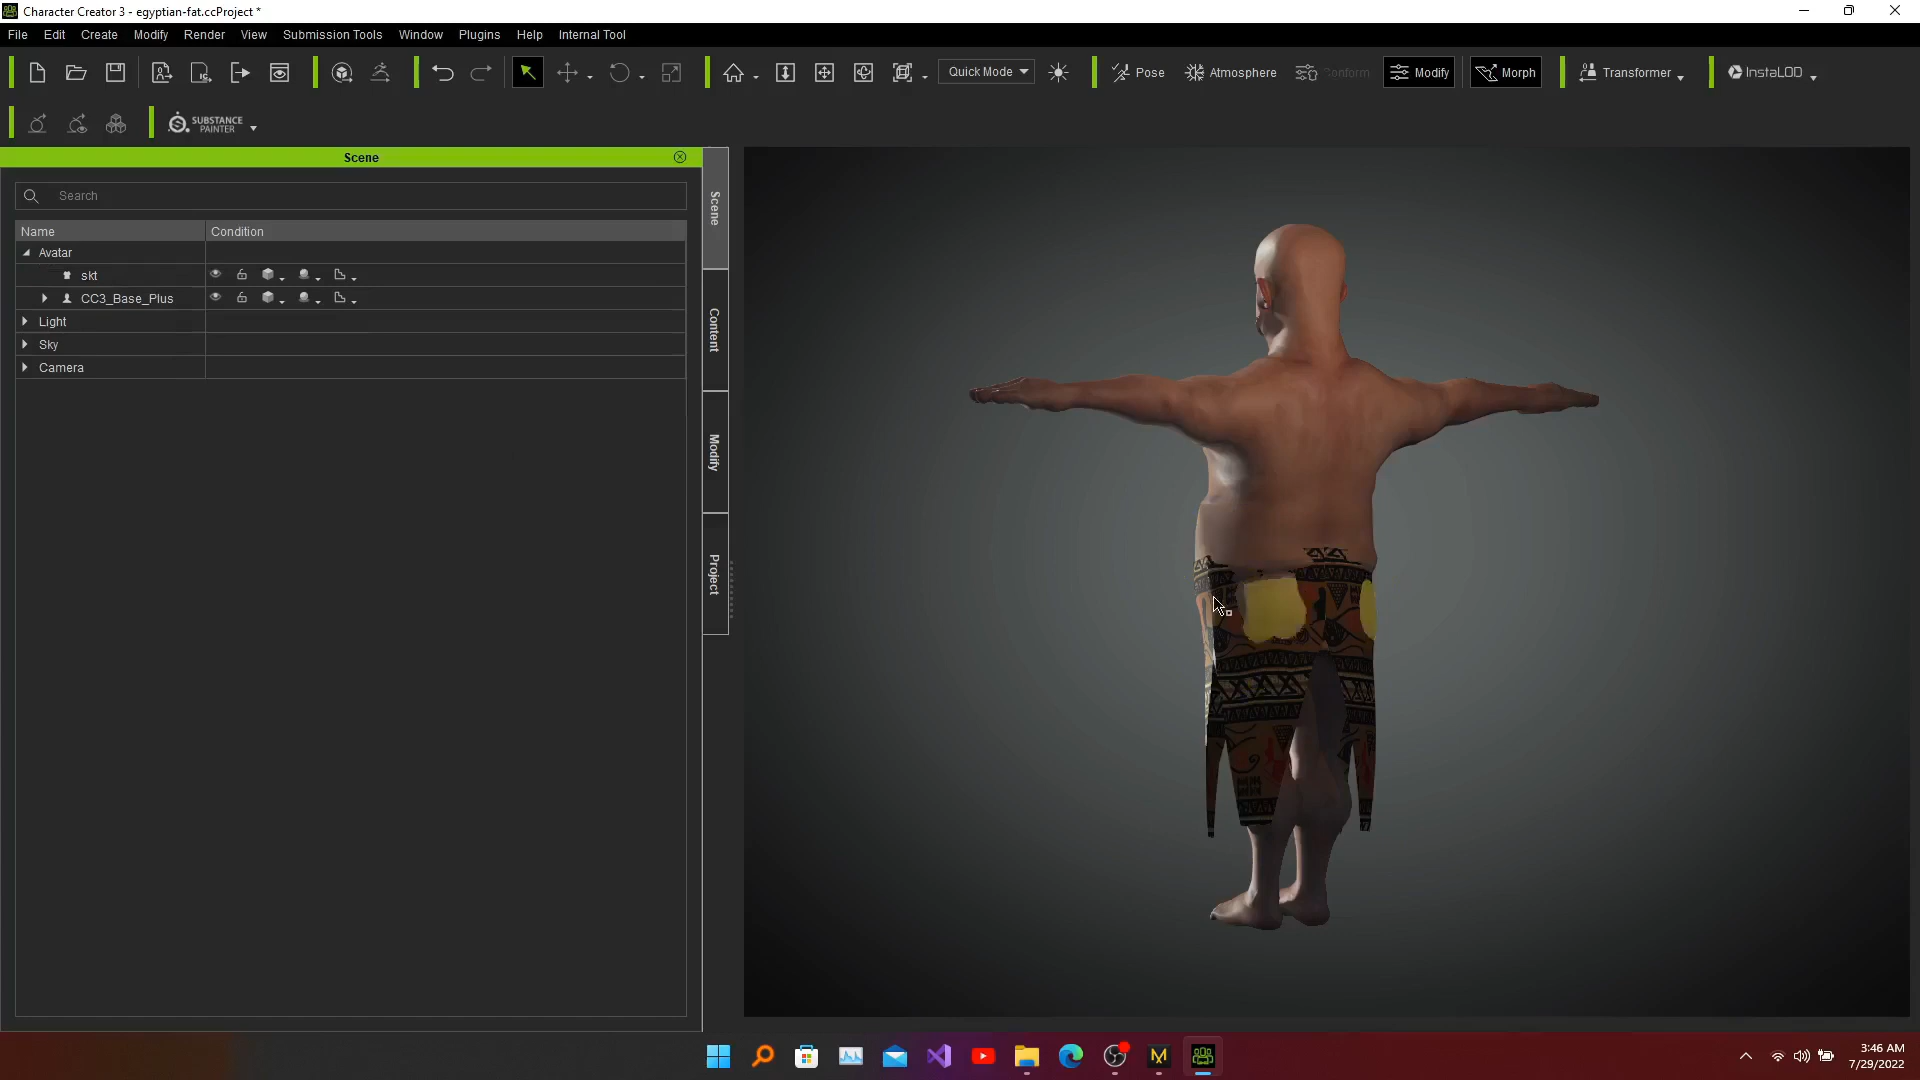 Character Creator 3 - egyptian-fat.ccProject *
File Edit Create Modify Render View Submission Tools Window Plugins Help Internal Tool
Quick Mode Pose Atmosphere Conform Modify Morph Transformer InstaLOD
SUBSTANCE
PAINTER
Scene
Search
Name Condition
Avatar
skt
CC3_Base_Plus
Light
Sky
Camera
Scene
Content
Modify
Project
3:46 AM
7/29/2022